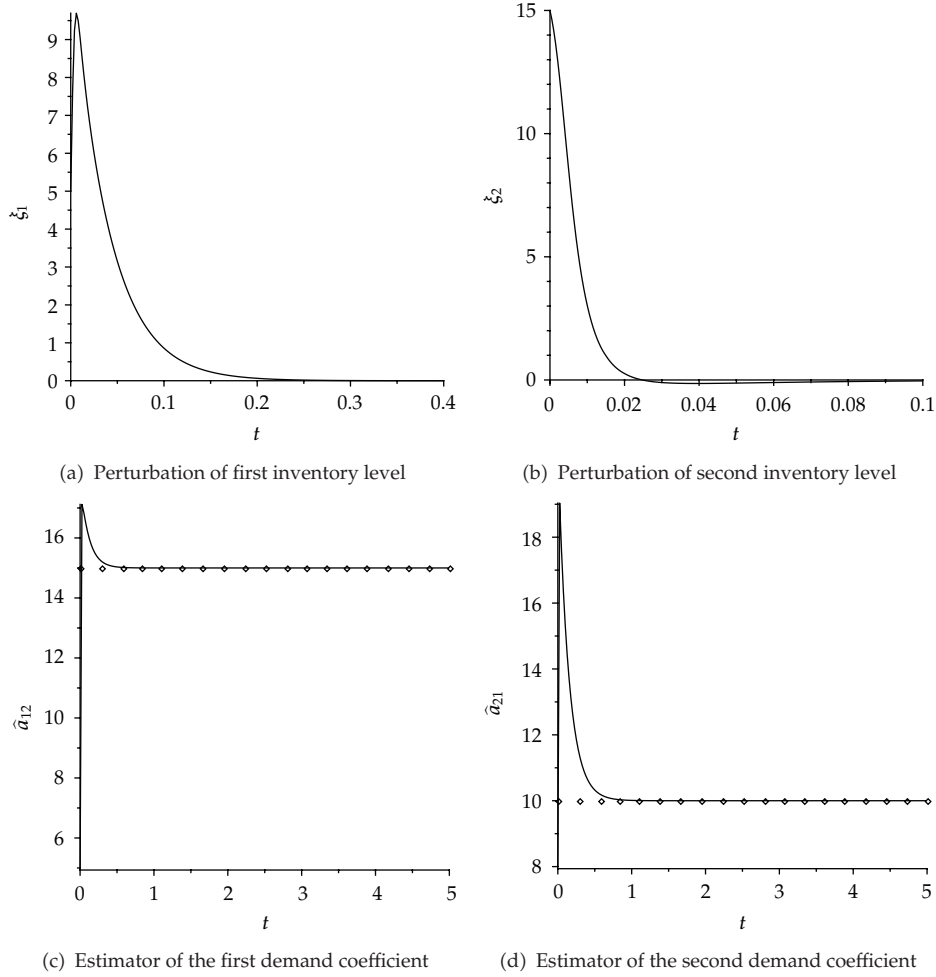 9
8
7
6
5
4
3
2
1
0
ξ1
0 0.1 0.2 0.3 0.4
t
(a) Perturbation of first inventory level
15
10
5
0
ξ2
0 0.02 0.04 0.06 0.08 0.1
t
(b) Perturbation of second inventory level
16
14
12
10
8
6
â12
0 1 2 3 4 5
t
(c) Estimator of the first demand coefficient
18
16
14
12
10
8
â21
0 1 2 3 4 5
t
(d) Estimator of the second demand coefficient